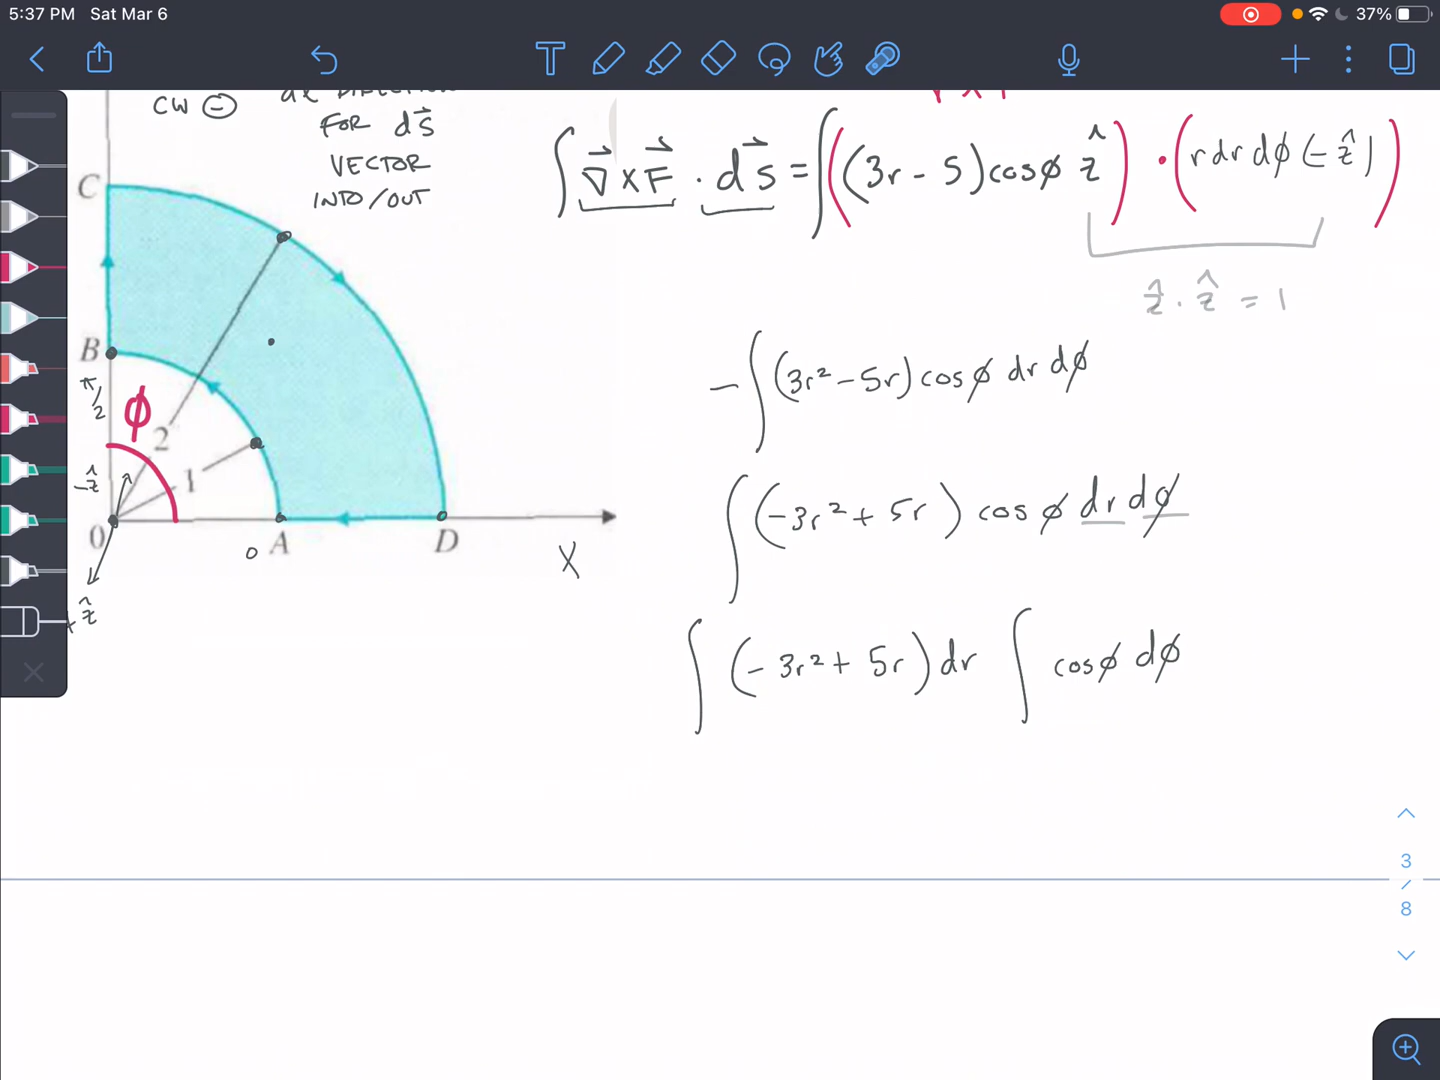 5:37 PM Sat Mar 6
37%
T
CW ⊖
FOR ds⃗
VECTOR
INTO/OUT
∫ ∇⃗ × F⃗ · ds⃗ = ∫((3r - 5)cosϕ ẑ) · (r dr dϕ (-ẑ))
ẑ · ẑ = 1
-∫(3r² - 5r) cosϕ dr dϕ
∫(-3r² + 5r) cosϕ dr dϕ
∫(-3r² + 5r) dr ∫ cosϕ dϕ
C
B
π/2
ϕ
2
1
-ẑ
0
0
A
D
X
+ẑ
3
/
8